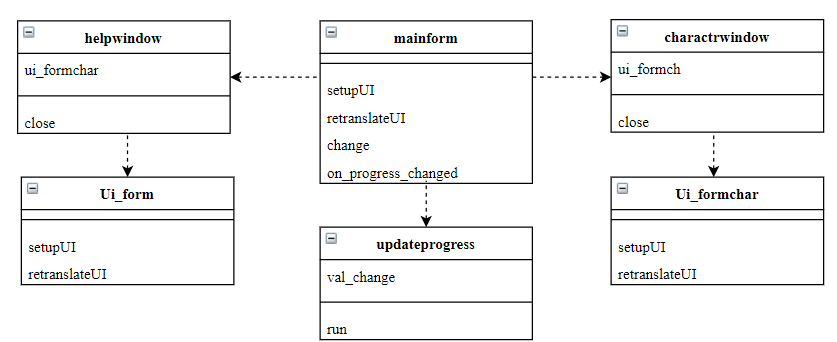 helpwindow
ui_formchar
close
mainform
setupUI
retranslateUI
change
on_progress_changed
charactrwindow
ui_formch
close
Ui_form
setupUI
retranslateUI
updateprogress
val_change
run
Ui_formchar
setupUI
retranslateUI